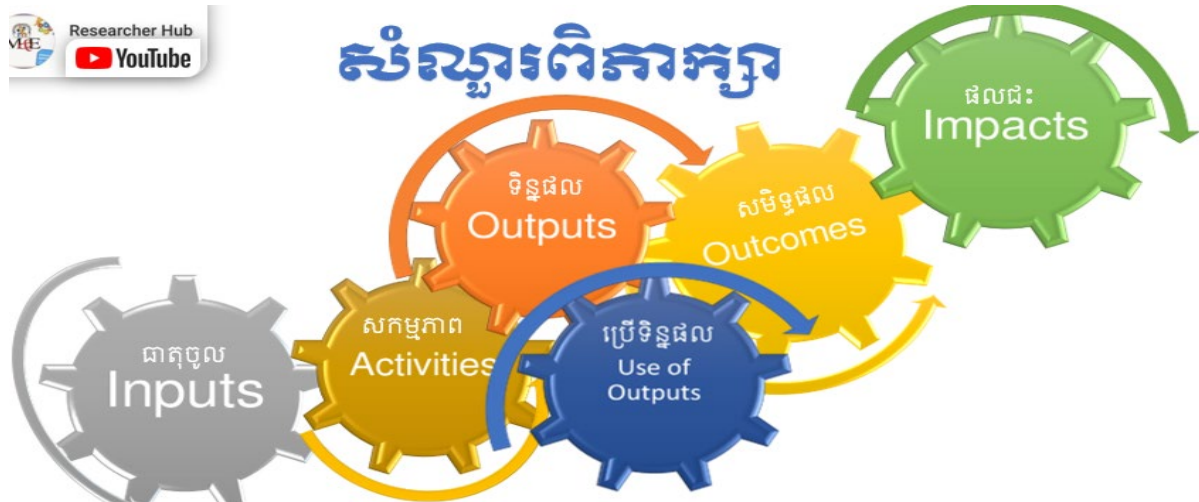 Researcher Hub
YouTube
សំណួរពិភាក្សា
ផលជះ
Impacts
ទិន្នផល
Outputs
សមិទ្ធផល
Outcomes
ប្រើទិន្នផល
Use of
Outputs
សកម្មភាព
Activities
ធាតុចូល
Inputs